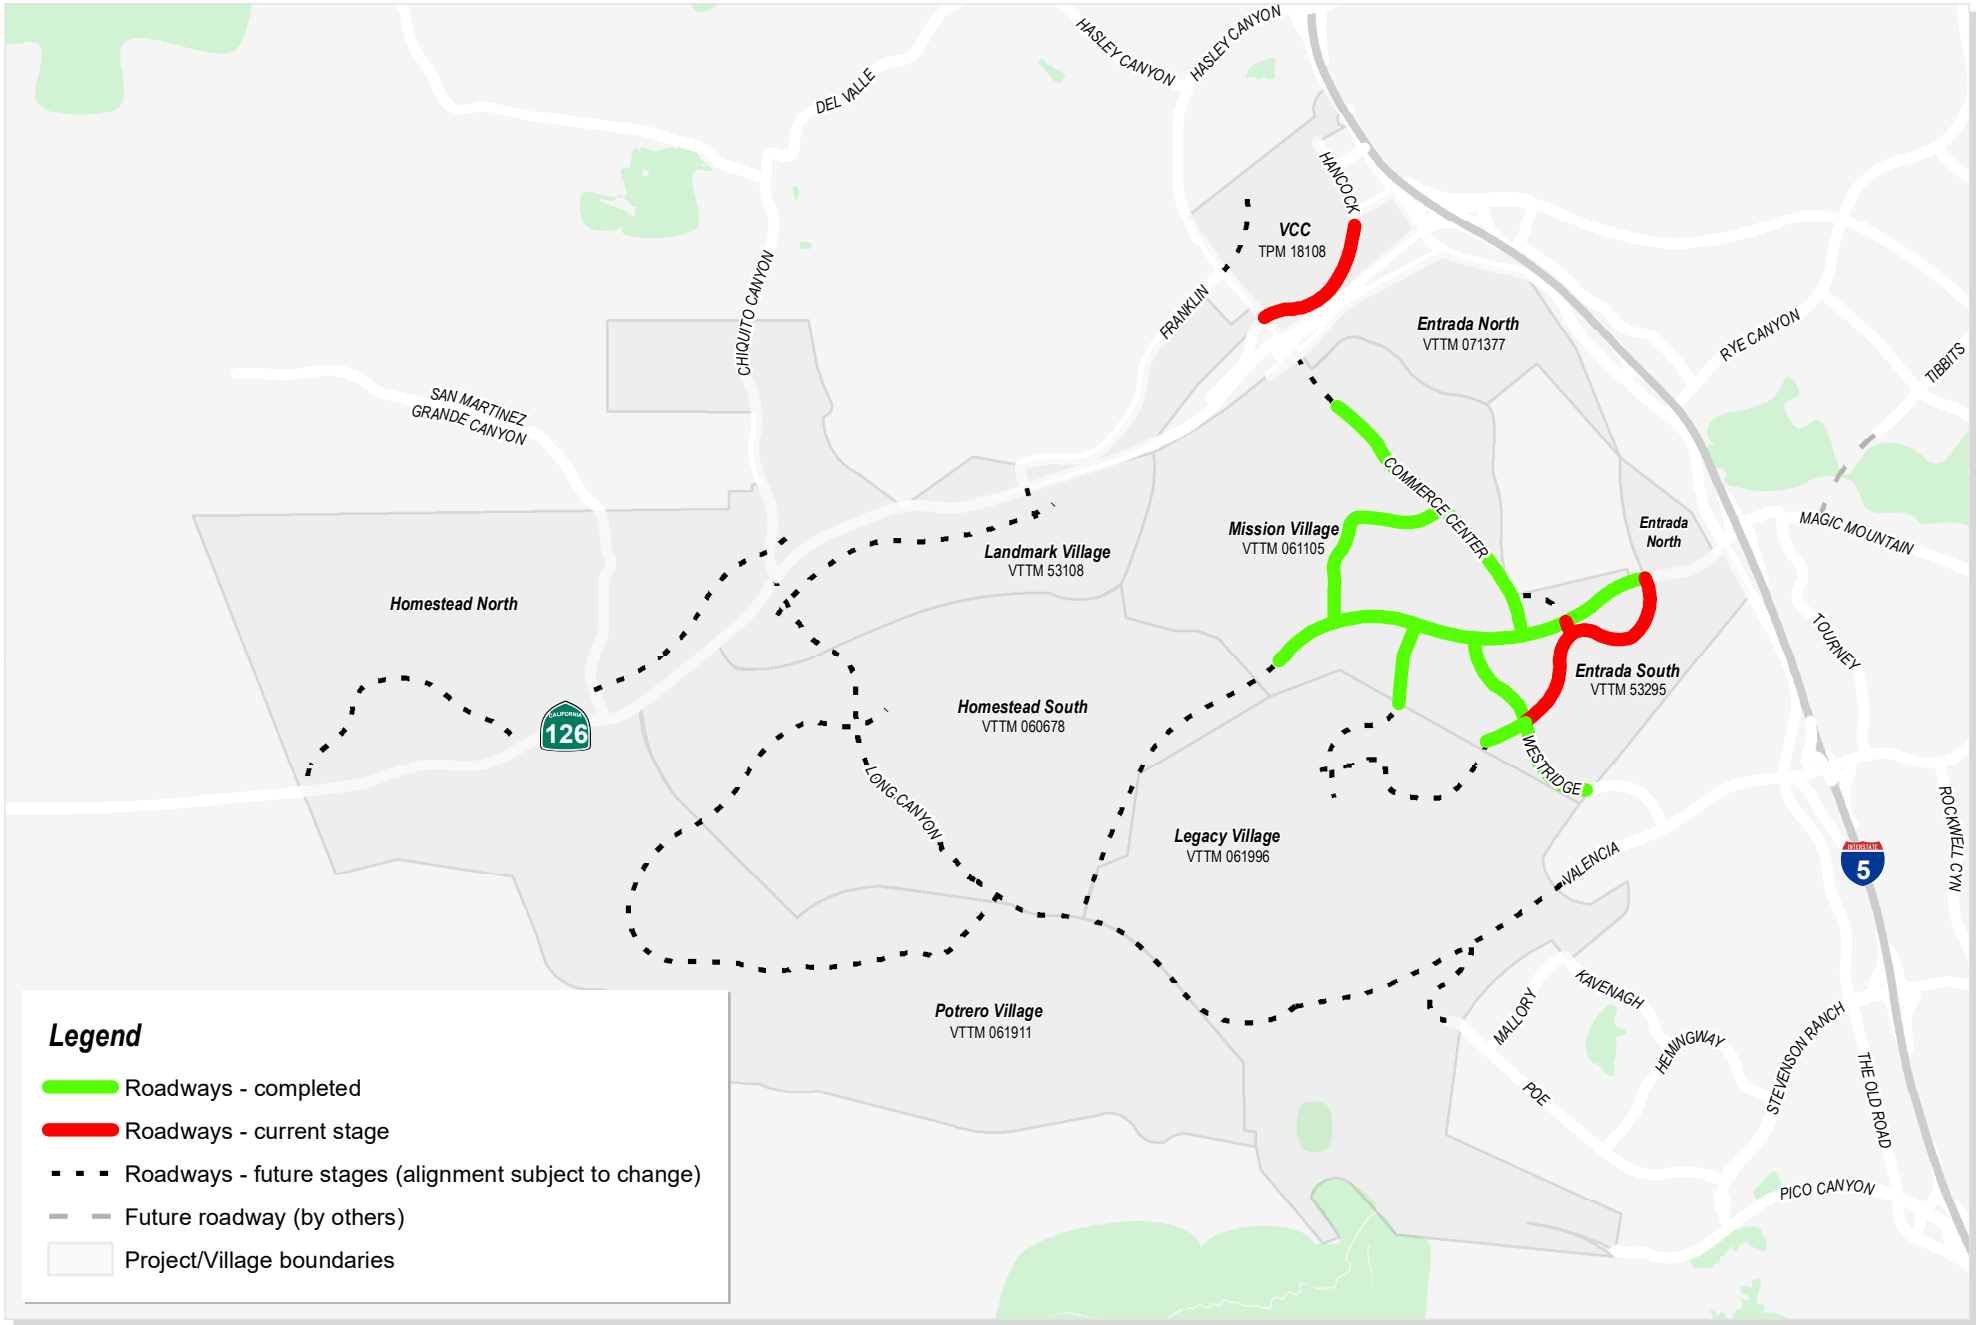 HASLEY CANYON
HASLEY CANYON
DEL VALLE
HANCOCK
VCC
TPM 18108
CHIQUITO CANYON
FRANKLIN
Entrada North
VTTM 071377
RYE CANYON
TIBBITS
SAN MARTINEZ
GRANDE CANYON
COMMERCE CENTER
Mission Village
VTTM 061105
Entrada
North
MAGIC MOUNTAIN
Landmark Village
VTTM 53108
Homestead North
TOURNEY
Entrada South
VTTM 53295
Homestead South
VTTM 060678
CALIFORNIA
126
WESTRIDGE
LONG CANYON
Legacy Village
VTTM 061996
VALENCIA
INTERSTATE
5
ROCKWELL CYN
Potrero Village
VTTM 061911
MALLORY
KAVENAGH
HEMINGWAY
STEVENSON RANCH
POE
THE OLD ROAD
PICO CANYON
Legend
Roadways - completed
Roadways - current stage
Roadways - future stages (alignment subject to change)
Future roadway (by others)
Project/Village boundaries